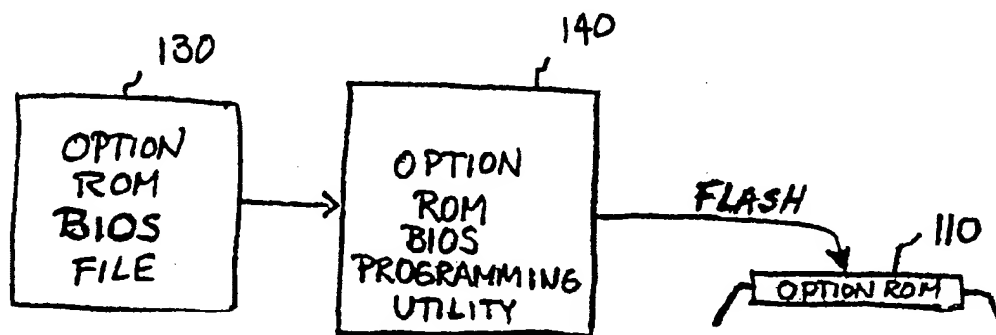 130
OPTION
ROM
BIOS
FILE
140
OPTION
ROM
BIOS
PROGRAMMING
UTILITY
FLASH
110
OPTION ROM